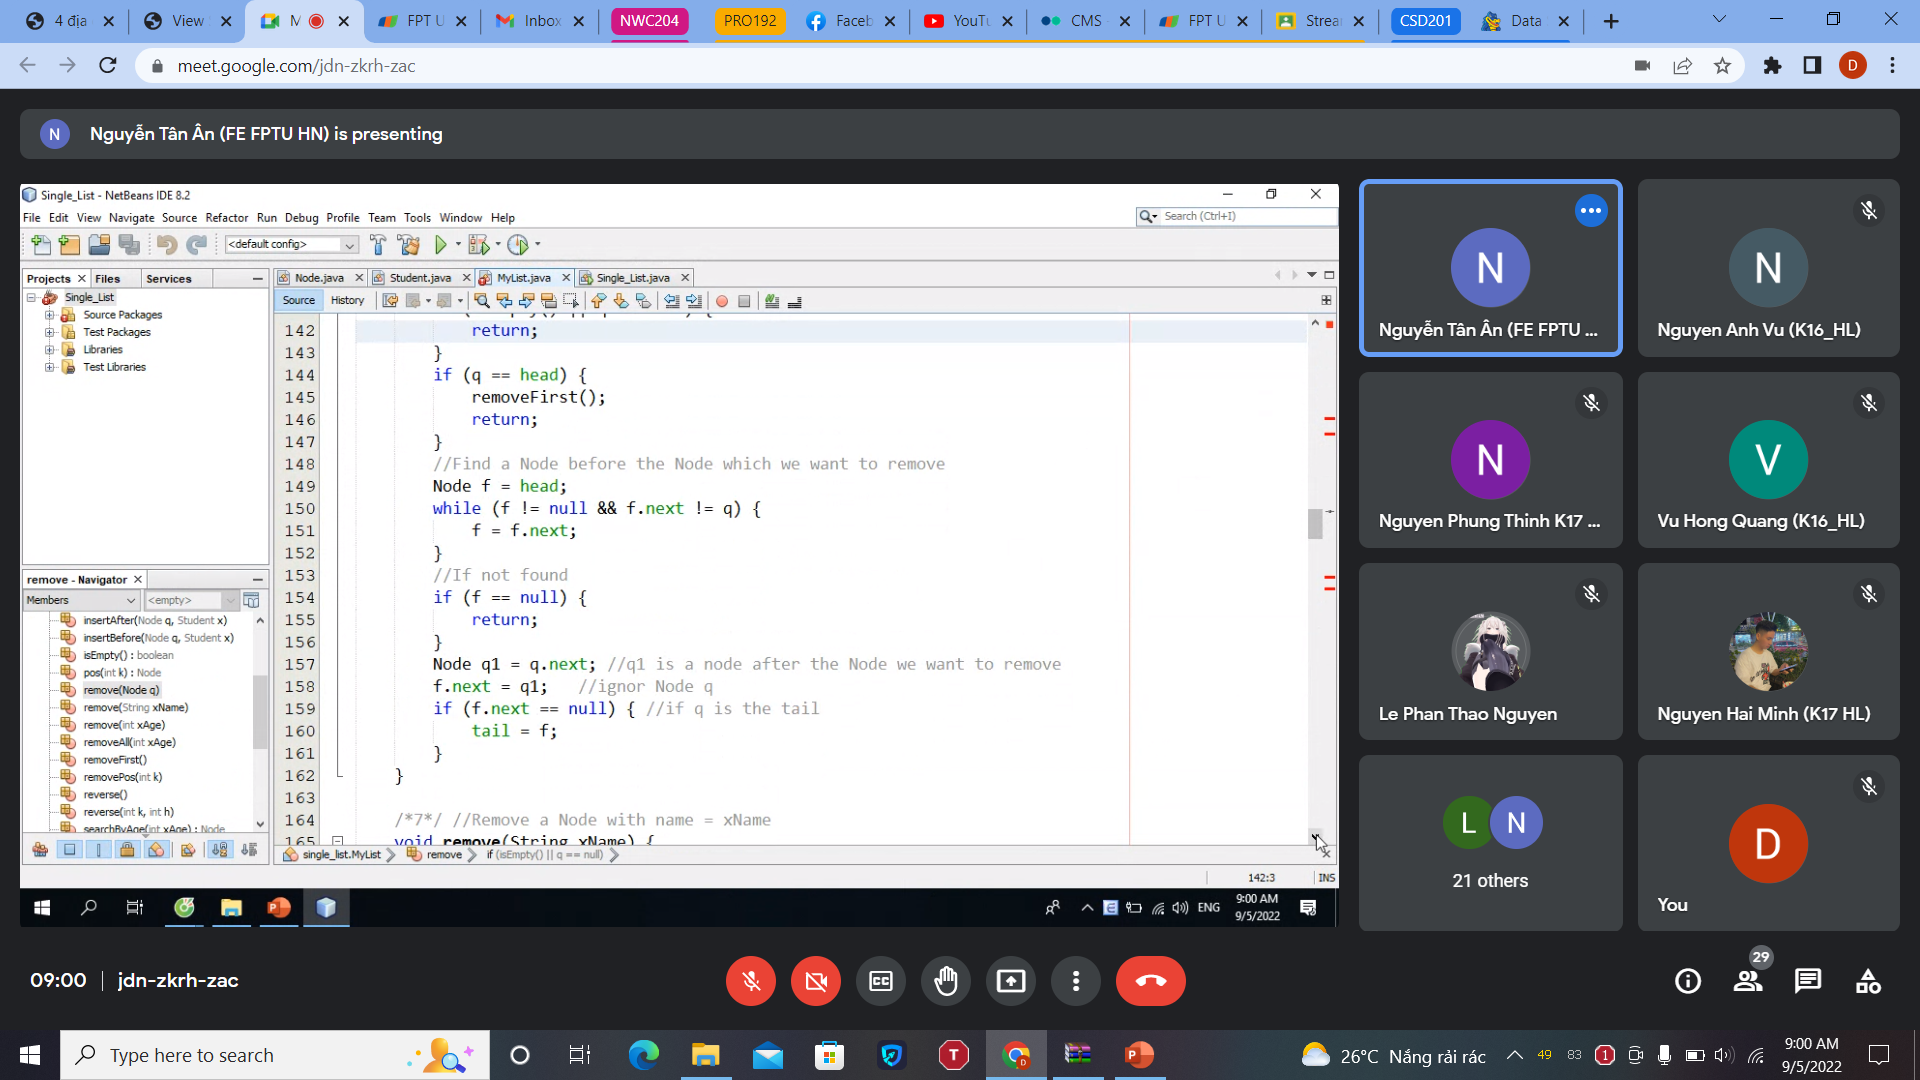 4 địa
View
M
FPT U
Inbox
NWC204
PRO192
Faceb
YouTu
CMS
FPT U
Strea
CSD201
Data
meet.google.com/jdn-zkrh-zac
D
N
Nguyễn Tân Ân (FE FPTU HN) is presenting
Single_List - NetBeans IDE 8.2
File Edit View Navigate Source Refactor Run Debug Profile Team Tools Window Help
Search (Ctrl+I)
<default config>
Projects
Files
Services
Node.java
Student.java
MyList.java
Single_List.java
Single_List
Source Packages
Test Packages
Libraries
Test Libraries
Source
History
142 return;
143 }
144 if (q == head) {
145 removeFirst();
146 return;
147 }
148 //Find a Node before the Node which we want to remove
149 Node f = head;
150 while (f != null && f.next != q) {
151 f = f.next;
152 }
153 //If not found
154 if (f == null) {
155 return;
156 }
157 Node q1 = q.next; //q1 is a node after the Node we want to remove
158 f.next = q1; //ignor Node q
159 if (f.next == null) { //if q is the tail
160 tail = f;
161 }
162 }
163
164 /*7*/ //Remove a Node with name = xName
165 void remove(String xName) {
remove - Navigator
Members
<empty>
insertAfter(Node q, Student x)
insertBefore(Node q, Student x)
isEmpty() : boolean
pos(int k) : Node
remove(Node q)
remove(String xName)
remove(int xAge)
removeAll(int xAge)
removeFirst()
removePos(int k)
reverse()
reverse(int k, int h)
searchByAge(int xAge) : Node
single_list.MyList
remove
if (isEmpty() || q == null)
142:3
INS
ENG
9:00 AM
9/5/2022
N
Nguyễn Tân Ân (FE FPTU ...
N
Nguyen Anh Vu (K16_HL)
N
Nguyen Phung Thinh K17 ...
V
Vu Hong Quang (K16_HL)
Le Phan Thao Nguyen
Nguyen Hai Minh (K17 HL)
L
N
21 others
D
You
09:00
jdn-zkrh-zac
29
Type here to search
T
26°C Nắng rải rác
49
83
1
9:00 AM
9/5/2022